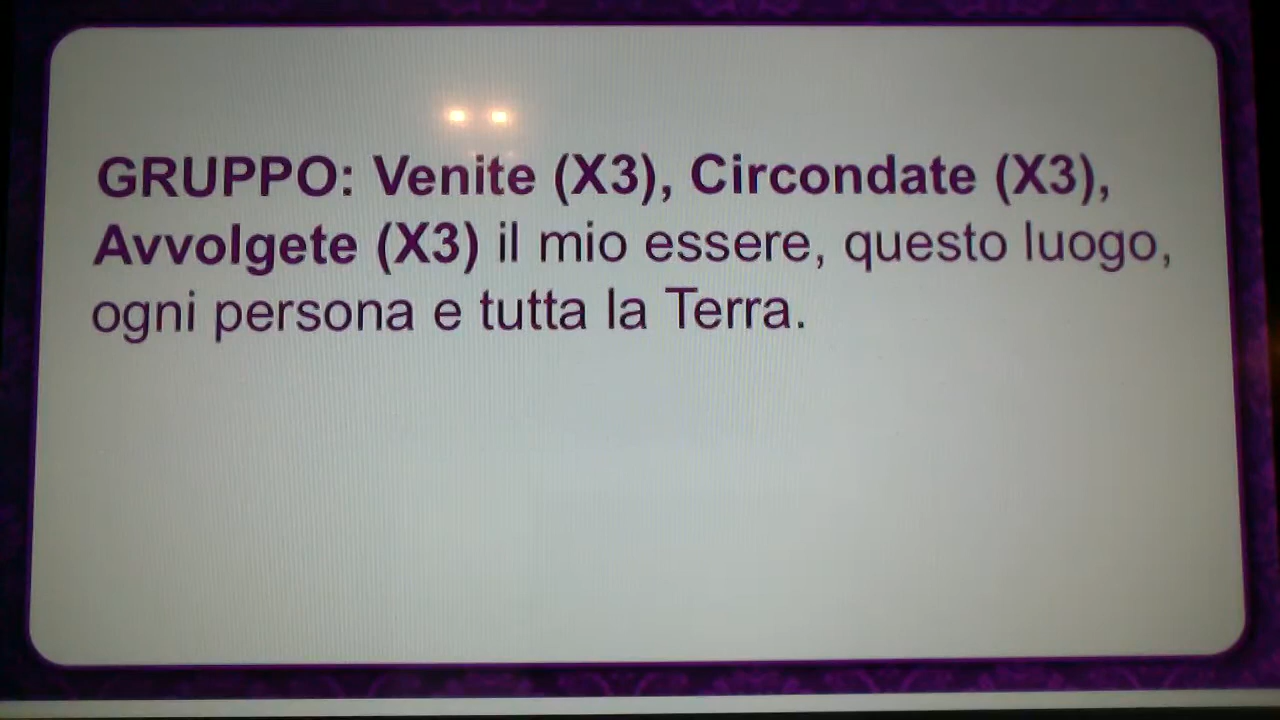 GRUPPO: Venite (X3), Circondate (X3),
Avvolgete (X3) il mio essere, questo luogo,
ogni persona e tutta la Terra.